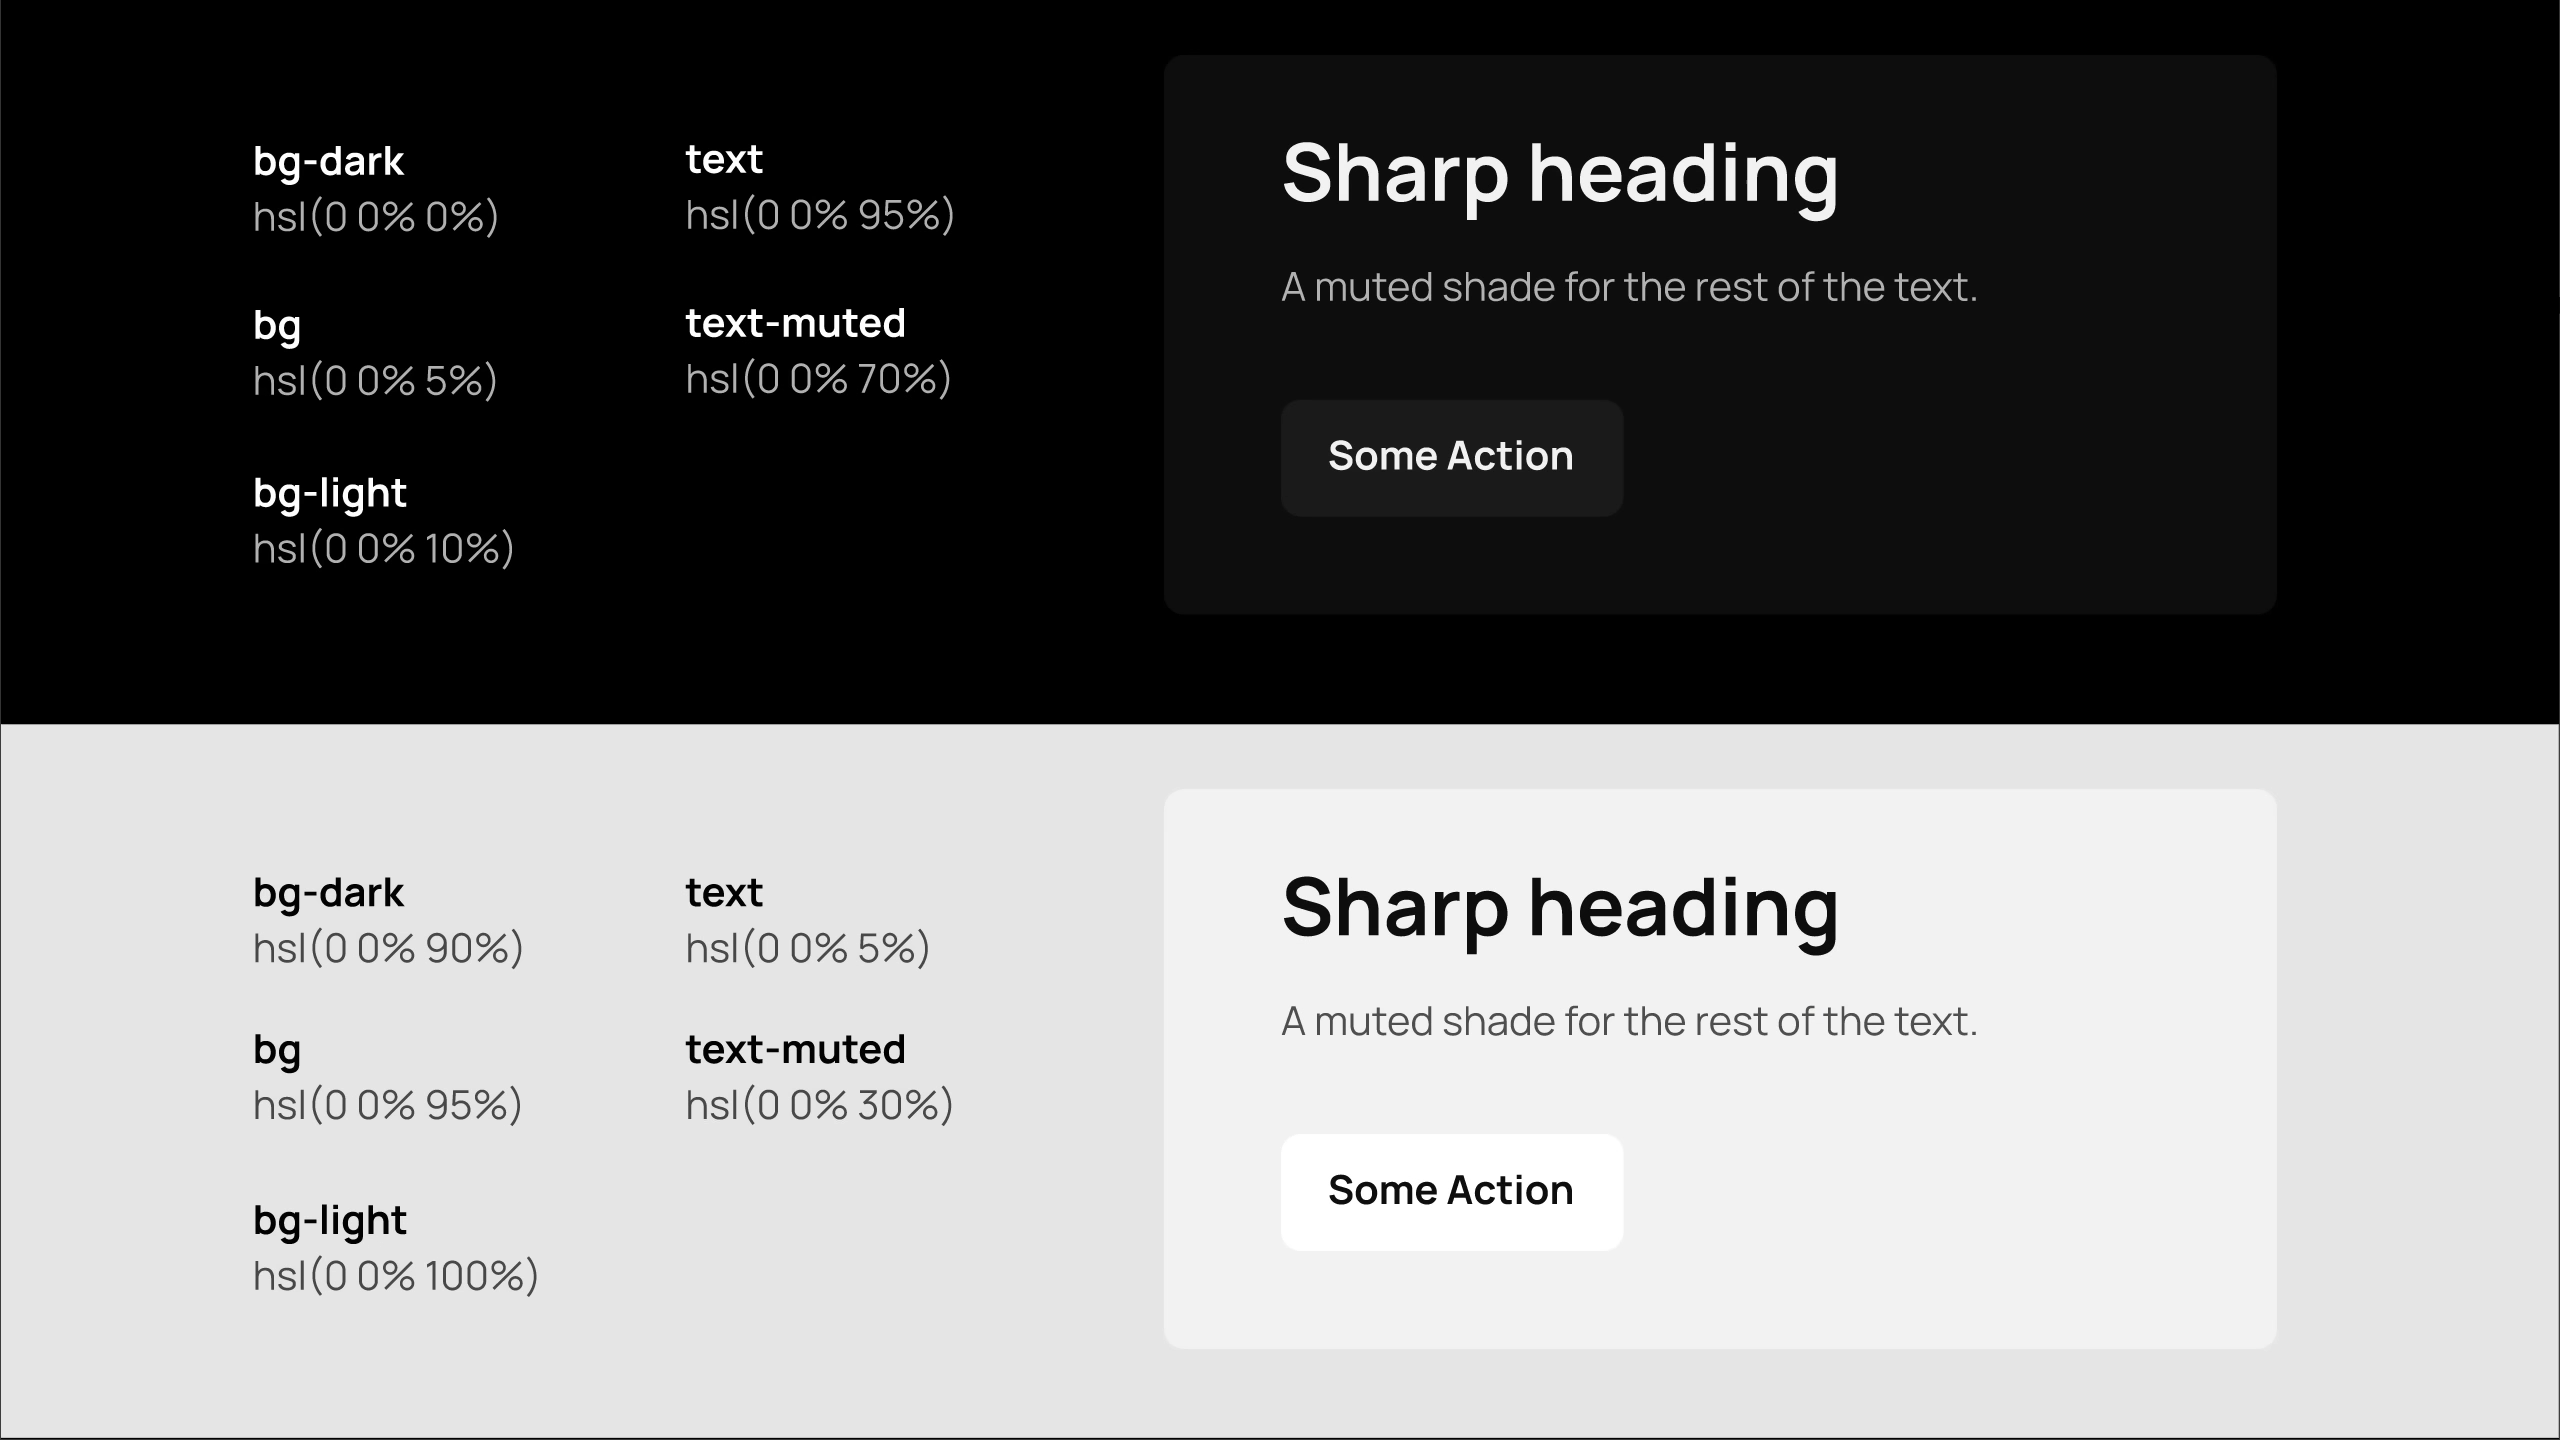 bg-dark
hsl(0 0% 0%)
bg
hsl(0 0% 5%)
bg-light
hsl(0 0% 10%)
text
hsl(0 0% 95%)
text-muted
hsl(0 0% 70%)
Sharp heading
A muted shade for the rest of the text.
Some Action
bg-dark
hsl(0 0% 90%)
bg
hsl(0 0% 95%)
bg-light
hsl(0 0% 100%)
text
hsl(0 0% 5%)
text-muted
hsl(0 0% 30%)
Sharp heading
A muted shade for the rest of the text.
Some Action